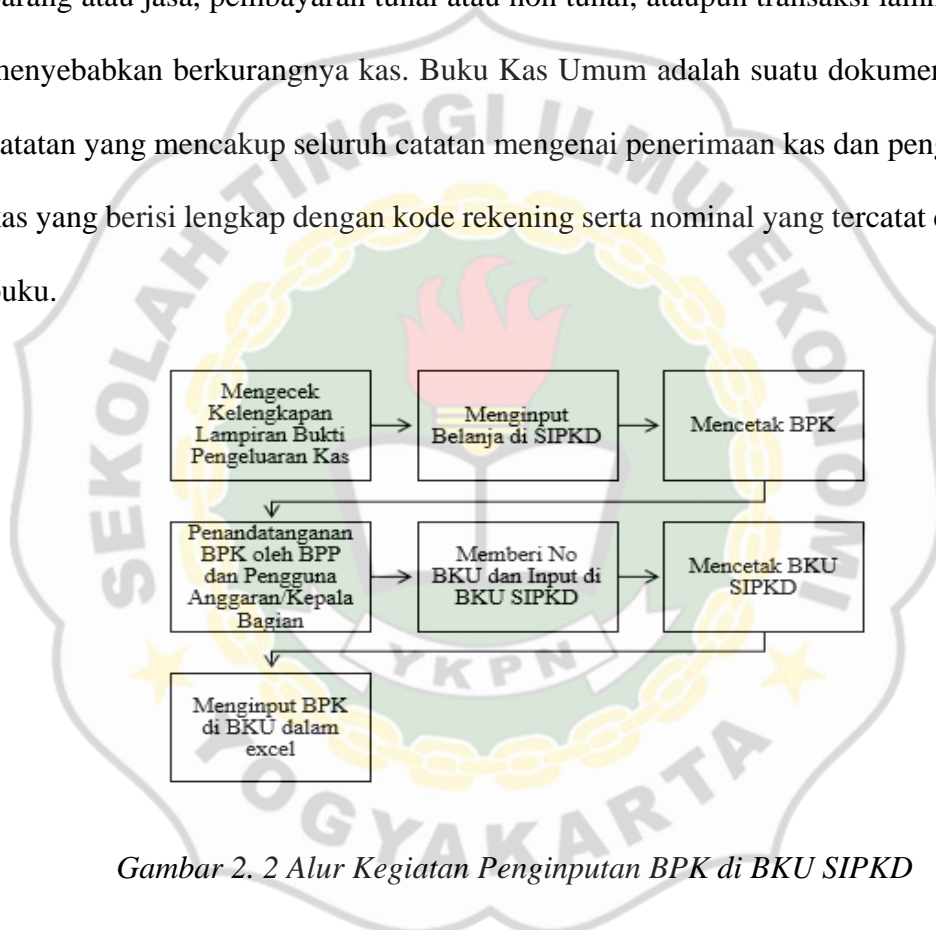 barang atau jasa, pembayaran tunai atau non tunai, ataupun transaksi
menyebabkan berkurangnya kas. Buku Kas Umum adalah suatu dokumen
catatan yang mencakup seluruh catatan mengenai penerimaan kas dan
kas yang berisi lengkap dengan kode rekening serta nominal yang tercatat
buku.
Mengecek
Kelengkapan
Lampiran Bukti
Pengeluaran Kas
Menginput
Belanja di SIPKD
Mencetak BPK
Penandatanganan
BPK oleh BPP
dan Pengguna
Anggaran/Kepala
Bagian
Memberi No
BKU dan Input di
BKU SIPKD
Mencetak BKU
SIPKD
Menginput BPK
di BKU dalam
excel
Gambar 2. 2 Alur Kegiatan Penginputan BPK di BKU SIPKD
SEKOLAH TINGGI ILMU EKONOMI
YKPN
YOGYAKARTA